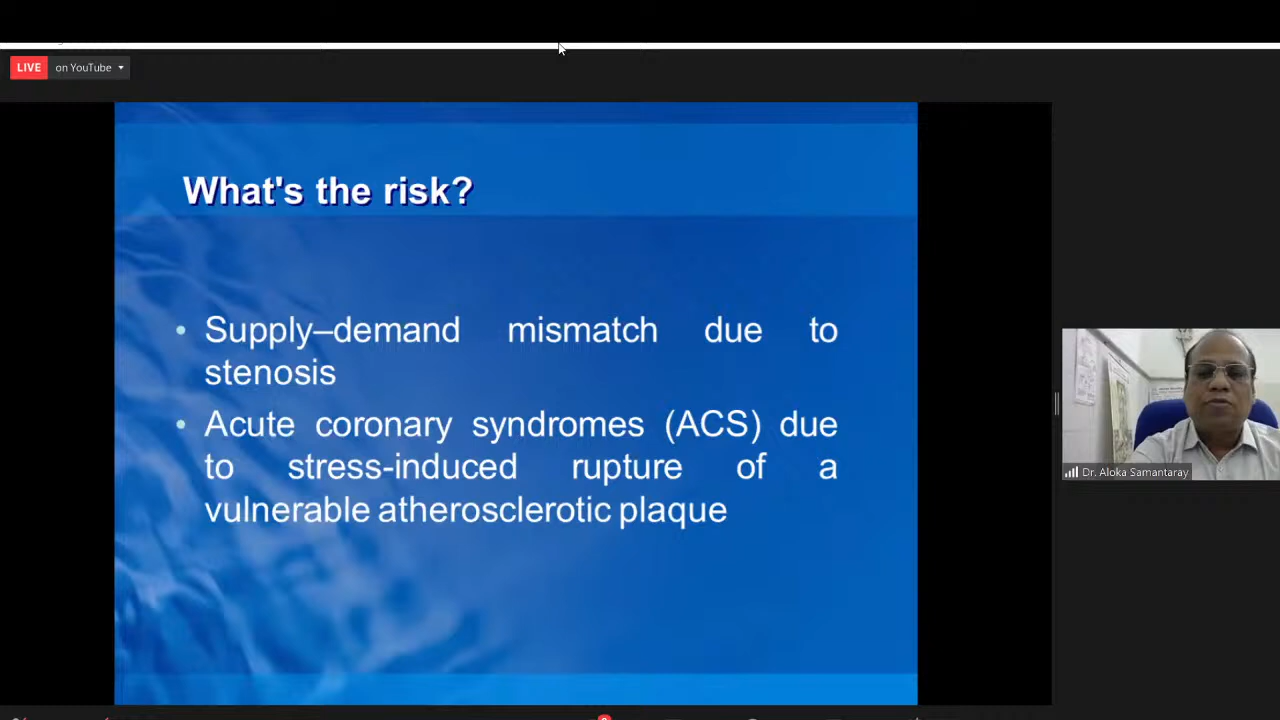 LIVE on YouTube
What's the risk?
• Supply–demand mismatch due to
stenosis
• Acute coronary syndromes (ACS) due
to stress-induced rupture of a
vulnerable atherosclerotic plaque
Dr. Aloka Samantaray